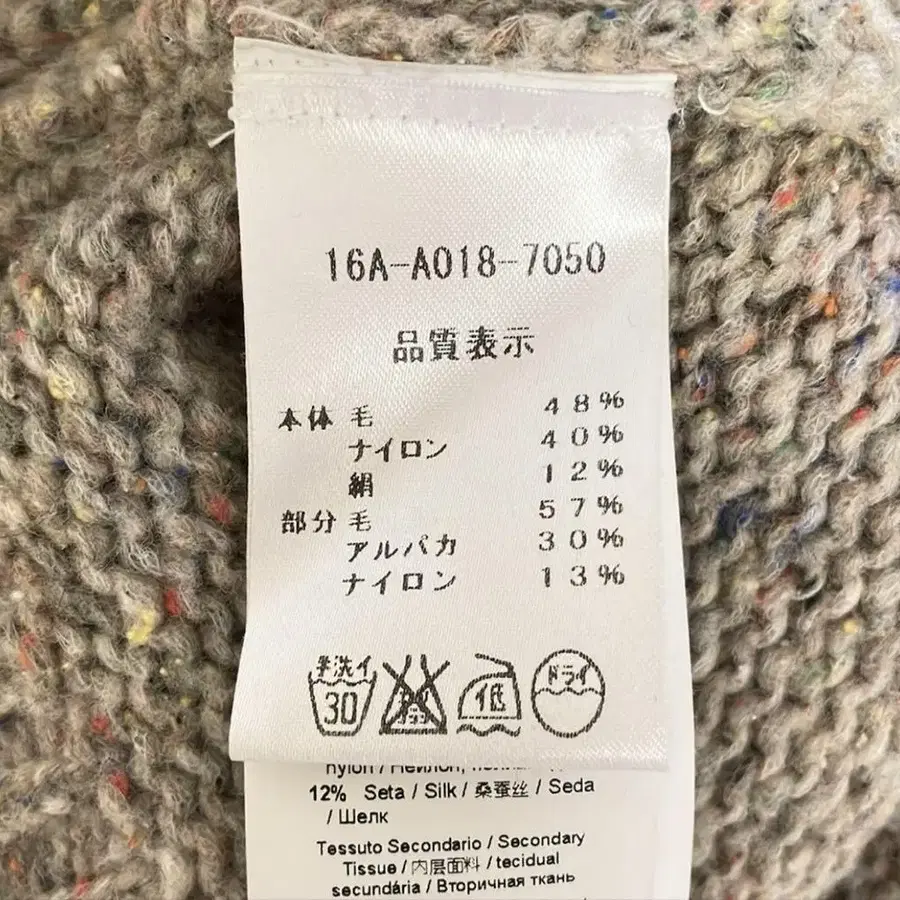 16A-A018-7050
品質表示
本体 毛 48%
ナイロン 40%
絹 12%
部分 毛 57%
アルパカ 30%
ナイロン 13%
手洗イ 30 低 ドライ
nylon / Нейлон,
12% Seta / Silk / 桑蚕丝 / Seda
/ Шелк
Tessuto Secondario / Secondary
Tissue / 内层面料 / tecidual
secundária / Вторичная ткань